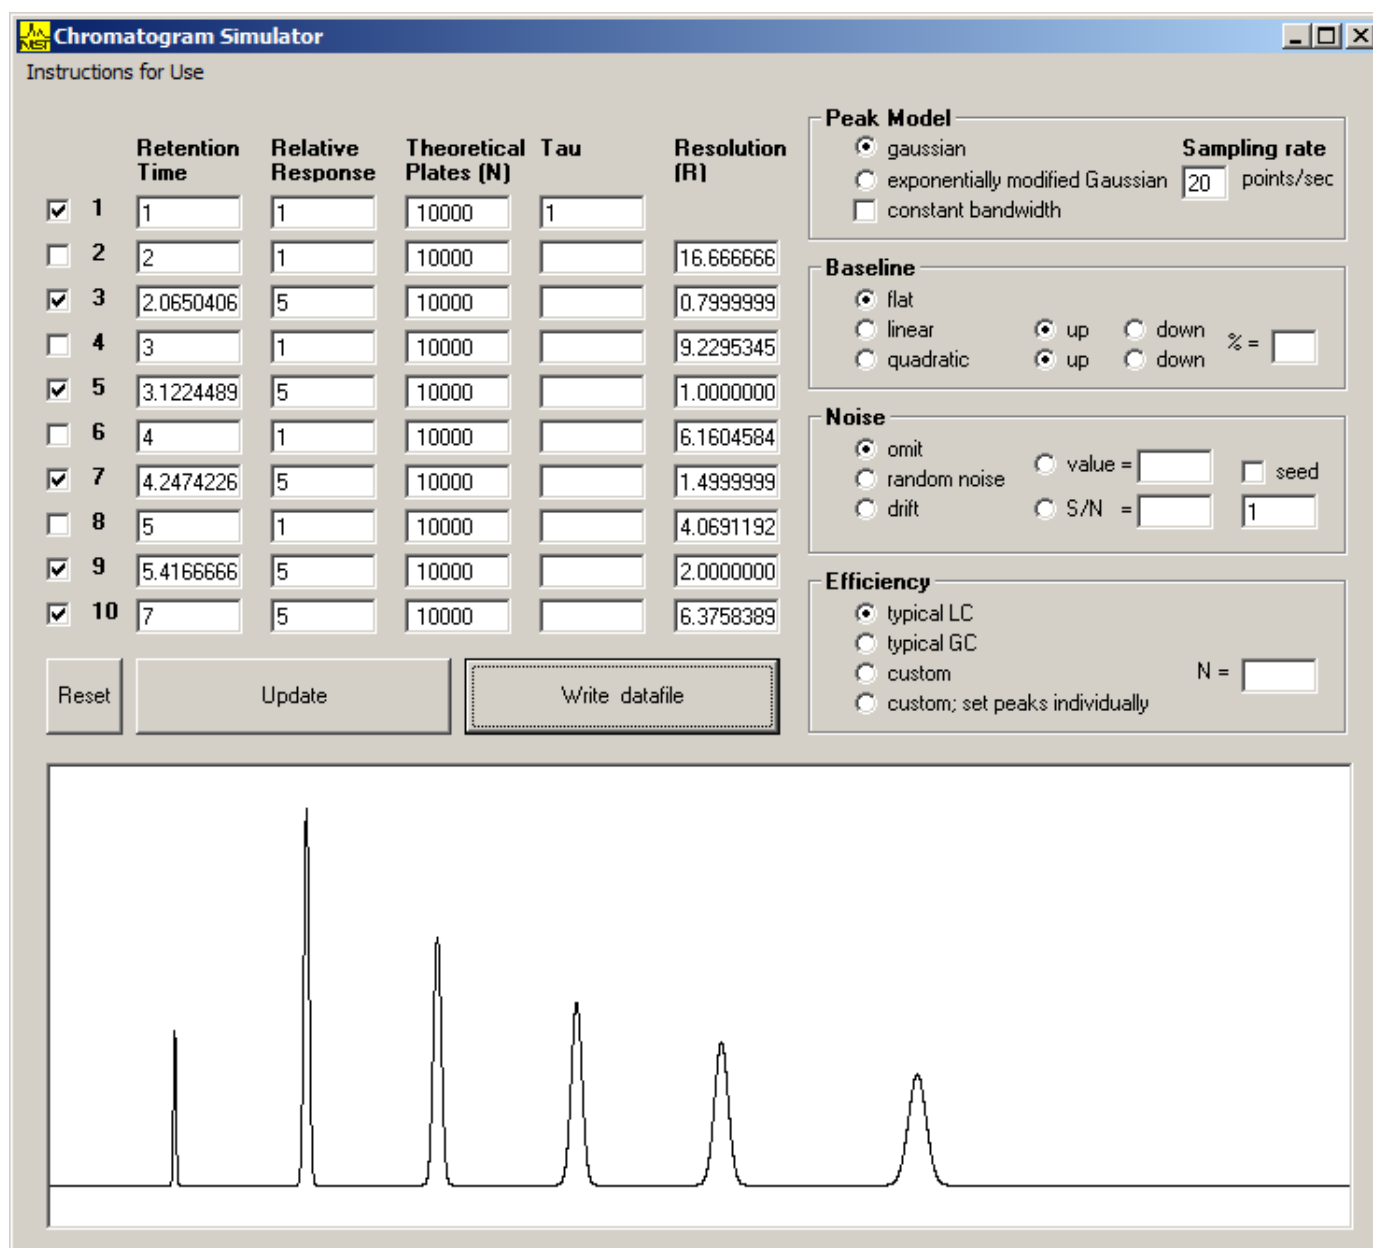 NIST
Chromatogram Simulator
Instructions for Use
Retention Time Relative Response Theoretical Plates (N) Tau Resolution (R)
1 1 1 10000 1
2 2 1 10000 16.666666
3 2.0650406 5 10000 0.7999999
4 3 1 10000 9.2295345
5 3.1224489 5 10000 1.0000000
6 4 1 10000 6.1604584
7 4.2474226 5 10000 1.4999999
8 5 1 10000 4.0691192
9 5.4166666 5 10000 2.0000000
10 7 5 10000 6.3758389
Reset Update Write datafile
Peak Model
gaussian Sampling rate
exponentially modified Gaussian 20 points/sec
constant bandwidth
Baseline
flat
linear up down
quadratic up down % =
Noise
omit
random noise value = seed
drift S/N = 1
Efficiency
typical LC
typical GC
custom N =
custom; set peaks individually